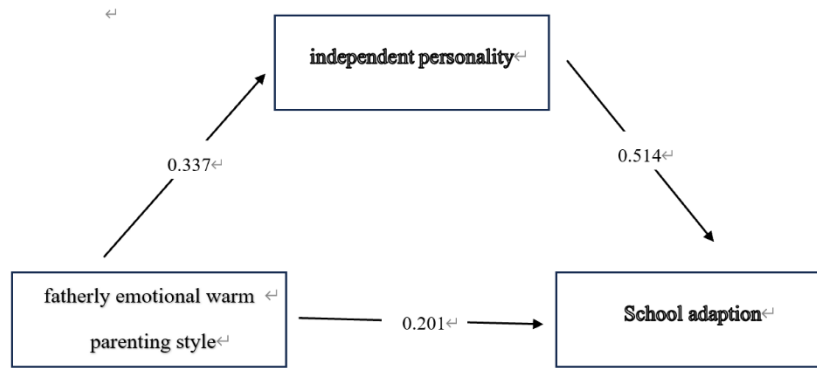 independent personality
0.337
0.514
fatherly emotional warm
parenting style
0.201
School adaption